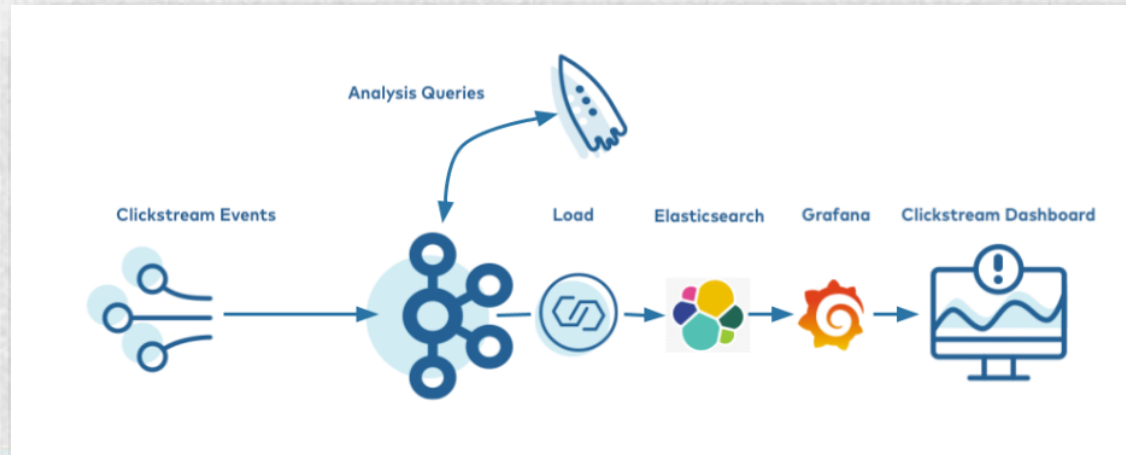 Analysis Queries
Clickstream Events
Load
Elasticsearch
Grafana
Clickstream Dashboard